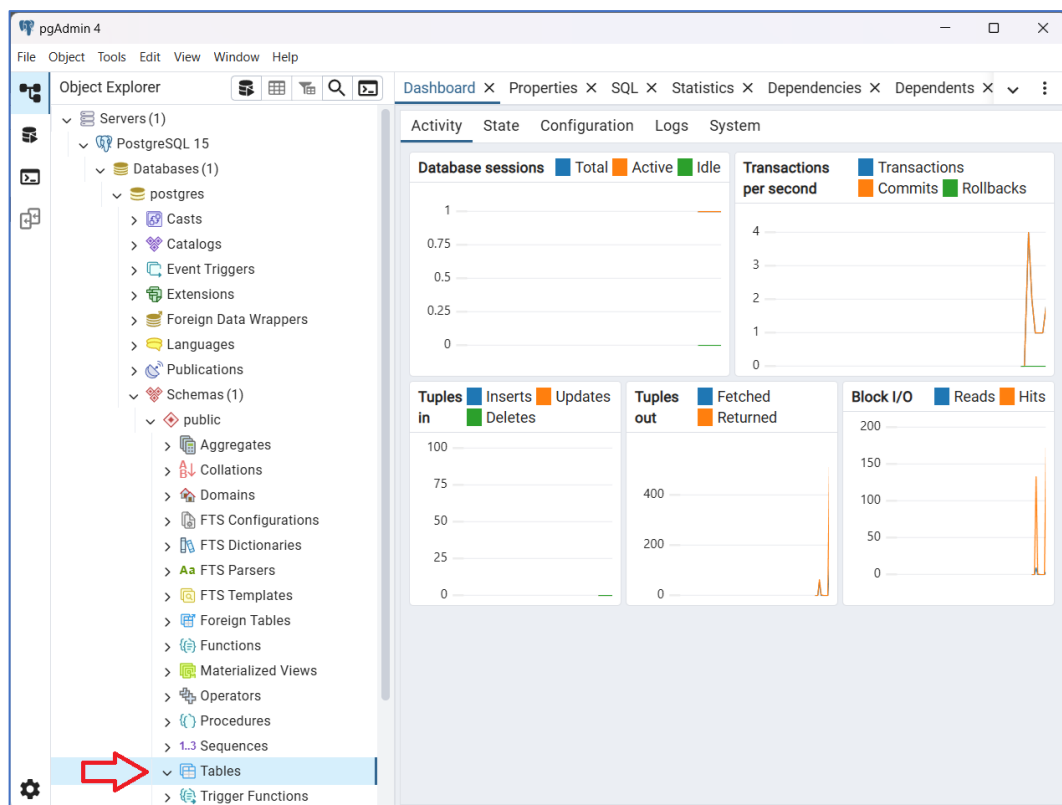 pgAdmin 4
File Object Tools Edit View Window Help
Object Explorer
Servers (1)
PostgreSQL 15
Databases (1)
postgres
Casts
Catalogs
Event Triggers
Extensions
Foreign Data Wrappers
Languages
Publications
Schemas (1)
public
Aggregates
Collations
Domains
FTS Configurations
FTS Dictionaries
Aa FTS Parsers
FTS Templates
Foreign Tables
Functions
Materialized Views
Operators
Procedures
1..3 Sequences
Tables
Trigger Functions
Dashboard Properties SQL Statistics Dependencies Dependents
Activity State Configuration Logs System
Database sessions Total Active Idle
1
0.75
0.5
0.25
0
Transactions per second
Transactions
Commits Rollbacks
4
3
2
1
0
Tuples in
Inserts Updates
Deletes
100
75
50
25
0
Tuples out
Fetched
Returned
400
200
0
Block I/O Reads Hits
200
150
100
50
0